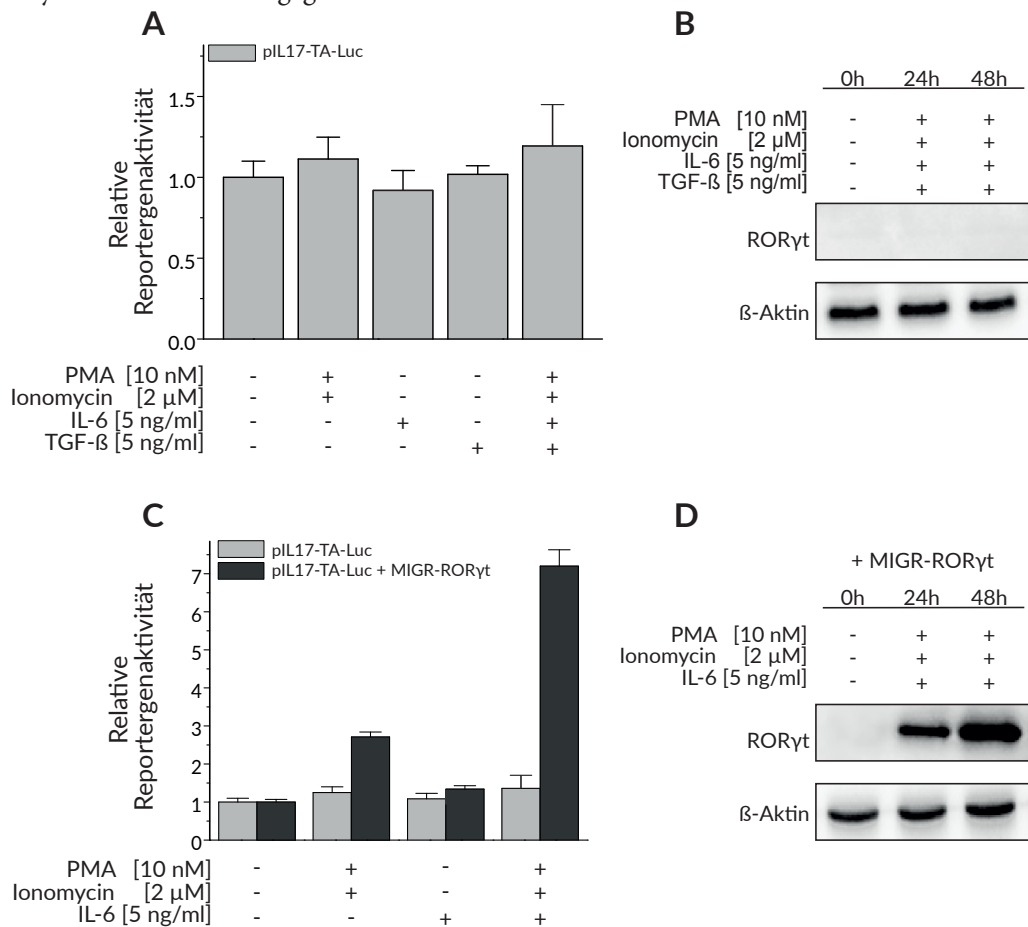 A
pIL17-TA-Luc
Relative
Reportergenaktivität
1.5
1.0
0.5
0.0
PMA [10 nM] - + - - +
Ionomycin [2 µM] - + - - +
IL-6 [5 ng/ml] - - + - +
TGF-ß [5 ng/ml] - - - + +
B
0h 24h 48h
PMA [10 nM] - + +
Ionomycin [2 µM] - + +
IL-6 [5 ng/ml] - + +
TGF-ß [5 ng/ml] - + +
RORγt
ß-Aktin
C
pIL17-TA-Luc
pIL17-TA-Luc + MIGR-RORγt
Relative
Reportergenaktivität
7
6
5
4
3
2
1
0
PMA [10 nM] - + - +
Ionomycin [2 µM] - + - +
IL-6 [5 ng/ml] - - + +
D
+ MIGR-RORγt
0h 24h 48h
PMA [10 nM] - + +
Ionomycin [2 µM] - + +
IL-6 [5 ng/ml] - + +
RORγt
ß-Aktin